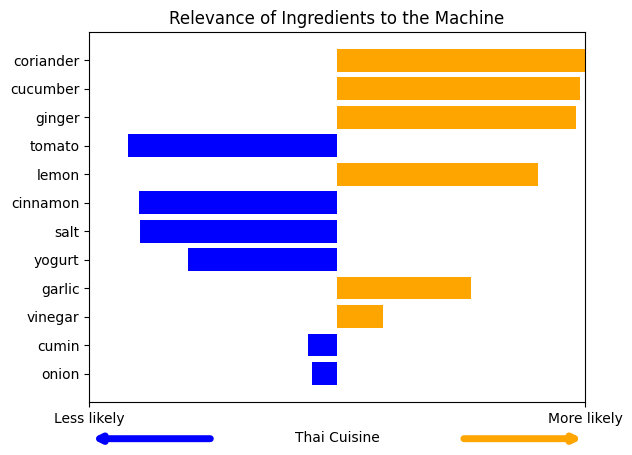 Relevance of Ingredients to the Machine
coriander
cucumber
ginger
tomato
lemon
cinnamon
salt
yogurt
garlic
vinegar
cumin
onion
Less likely
More likely
Thai Cuisine